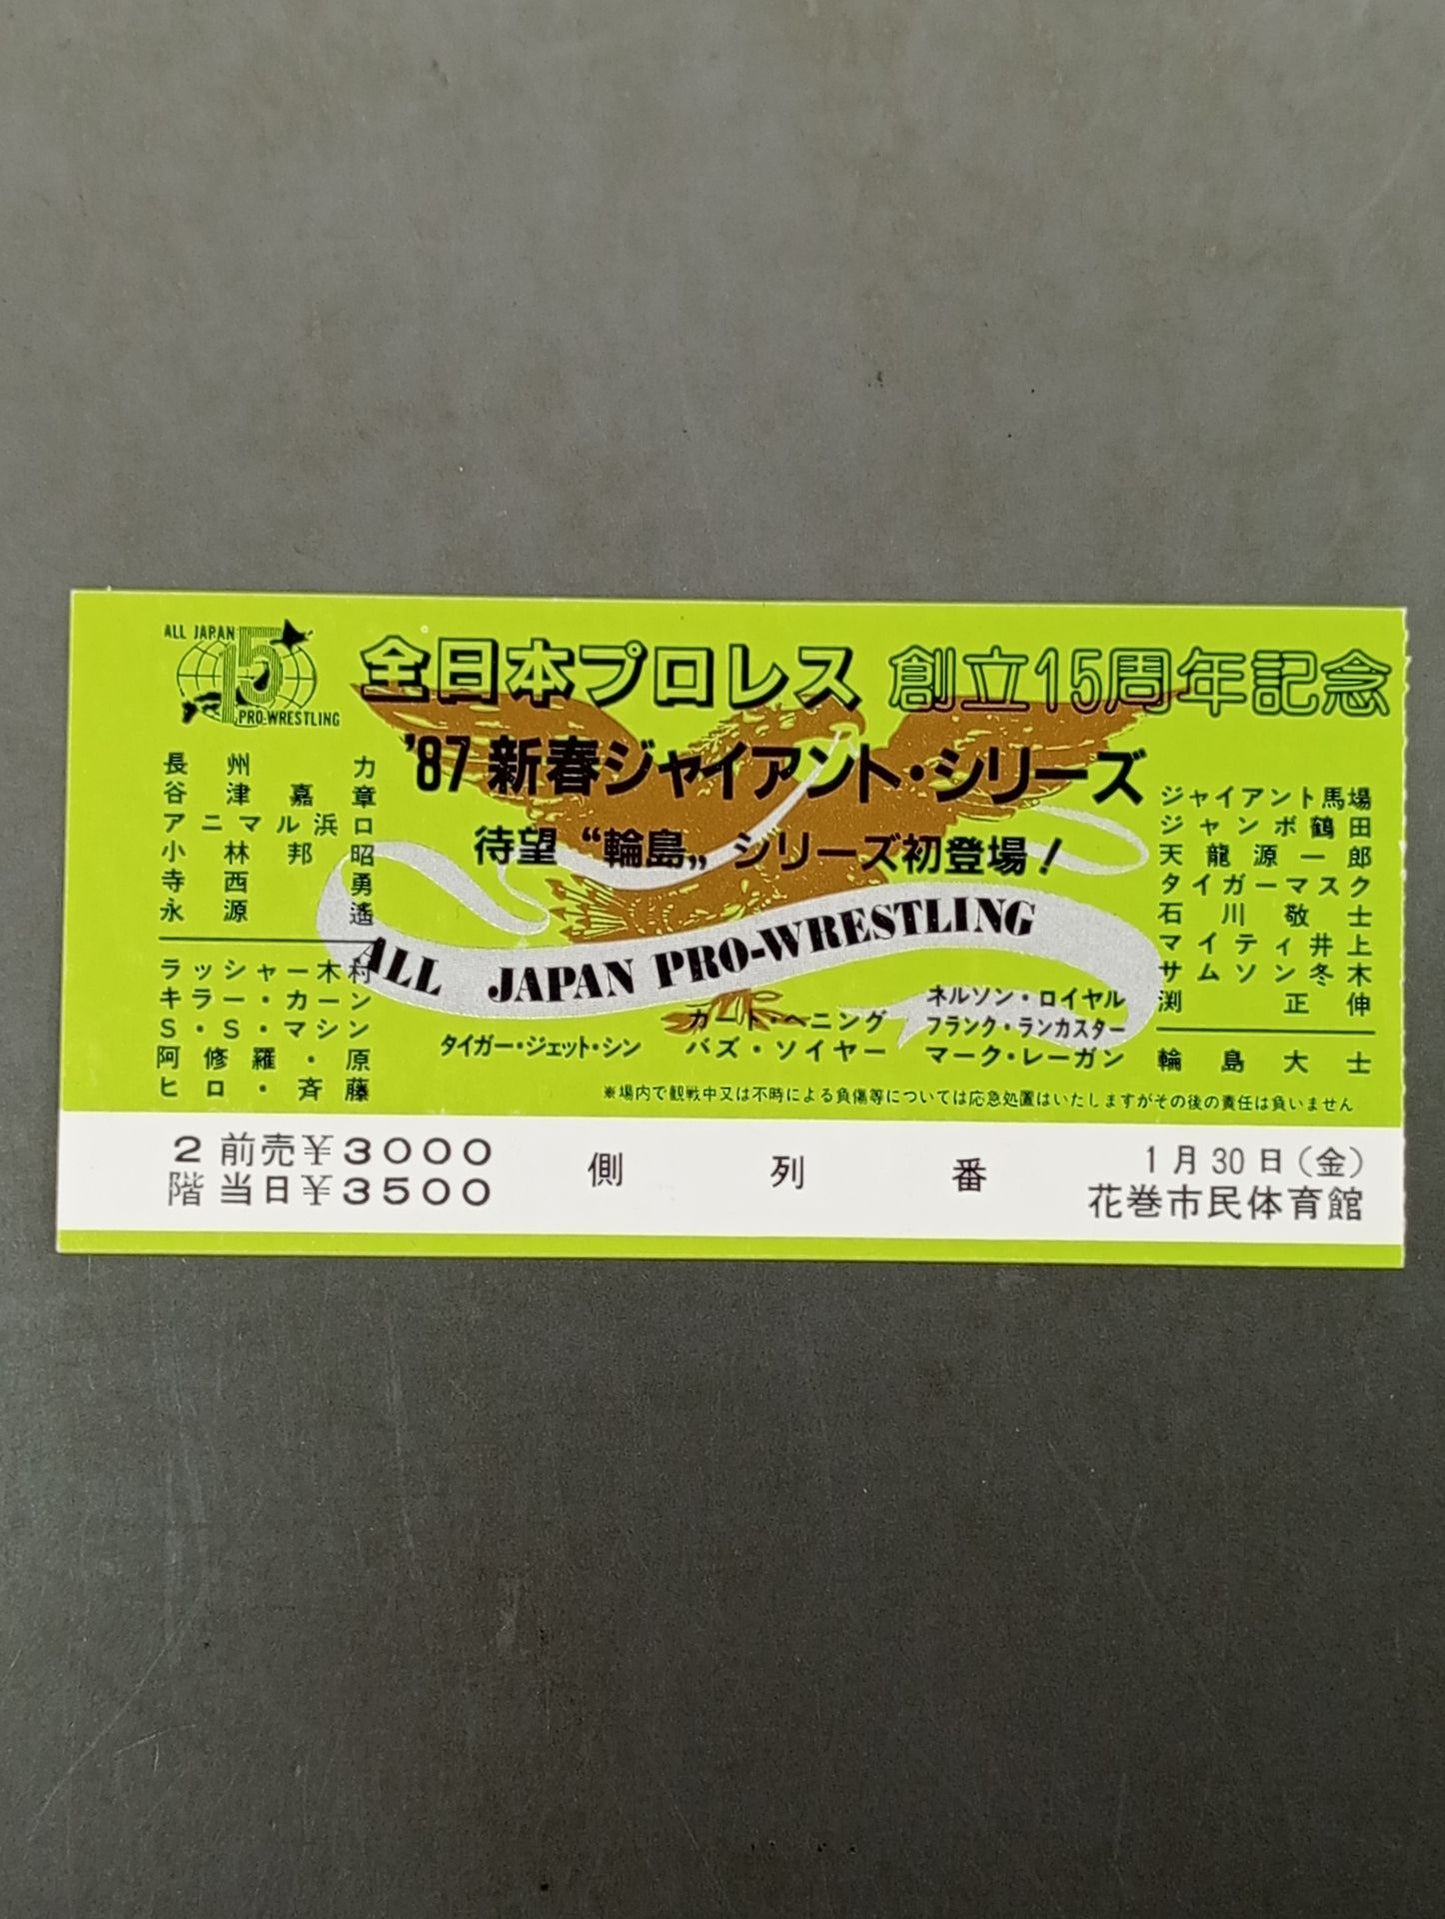 ALL JAPAN
15
PRO-WRESTLING
全日本プロレス 創立15周年記念
'87 新春ジャイアント・シリーズ
待望 “輪島„ シリーズ初登場!
ALL JAPAN PRO-WRESTLING
長州力
谷津嘉章
アニマル浜口
小林邦昭
寺西勇
永源遙
ラッシャー木村
キラー・カーン
S・S・マシン
阿修羅・原
ヒロ・斉藤
タイガー・ジェット・シン
カート・ヘニング
バズ・ソイヤー
ネルソン・ロイヤル
フランク・ランカスター
マーク・レーガン
ジャイアント馬場
ジャンボ鶴田
天龍源一郎
タイガーマスク
石川敬士
マイティ井上
サムソン冬木
渕正伸
輪島大士
※場内で観戦中又は不時による負傷等については応急処置はいたしますがその後の責任は負いません
2階 前売¥3000
当日¥3500
側 列 番
1月30日(金)
花巻市民体育館